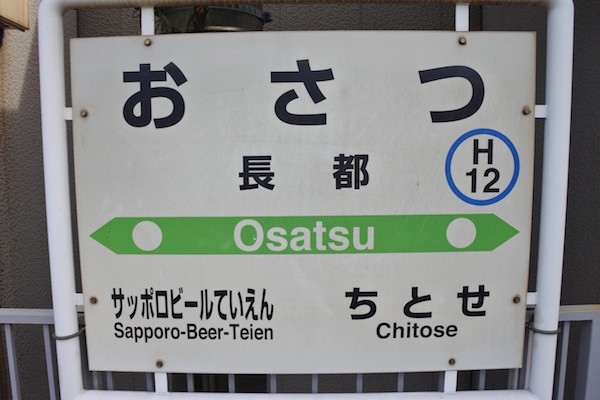 おさつ
長都
H
12
Osatsu
サッポロビールていえん
Sapporo-Beer-Teien
ちとせ
Chitose